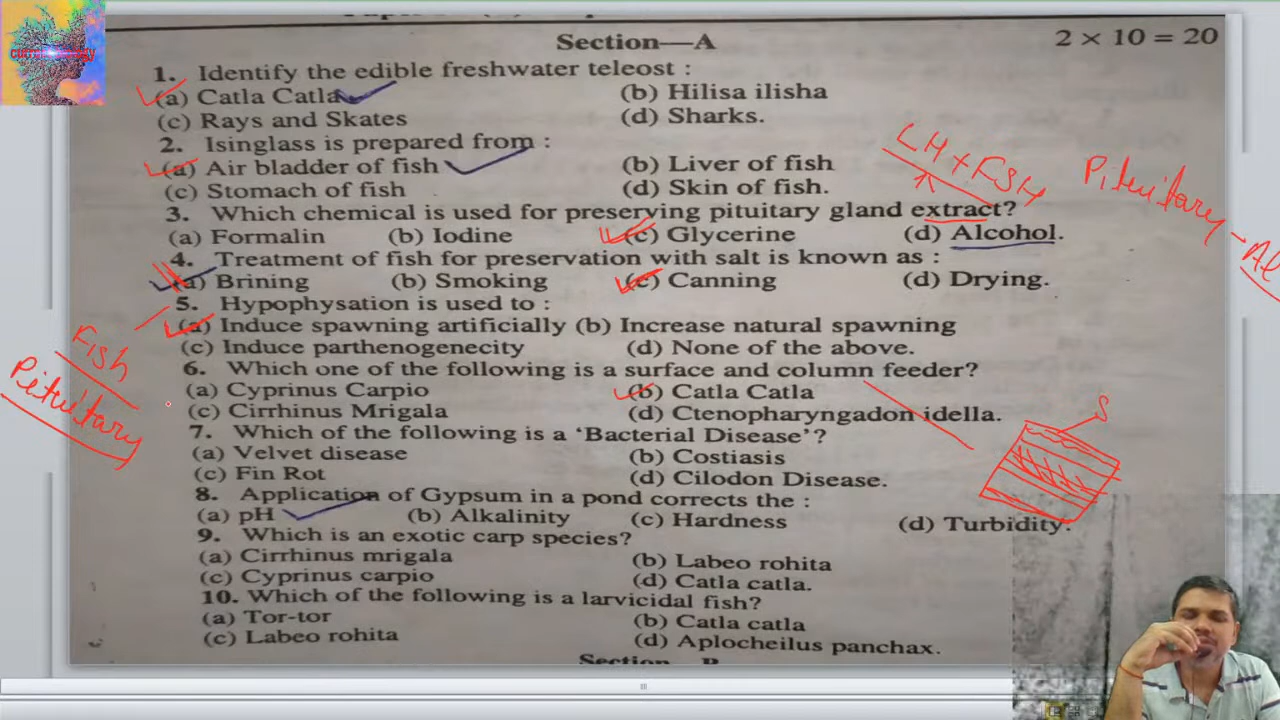 Section—A
2 × 10 = 20
1. Identify the edible freshwater teleost :
(a) Catla Catla (b) Hilisa ilisha
(c) Rays and Skates (d) Sharks.
2. Isinglass is prepared from :
(a) Air bladder of fish (b) Liver of fish
(c) Stomach of fish (d) Skin of fish.
LH + FSH
Pituitary - Al
3. Which chemical is used for preserving pituitary gland extract?
(a) Formalin (b) Iodine (c) Glycerine (d) Alcohol.
4. Treatment of fish for preservation with salt is known as :
(a) Brining (b) Smoking (c) Canning (d) Drying.
5. Hypophysation is used to :
(a) Induce spawning artificially (b) Increase natural spawning
(c) Induce parthenogenecity (d) None of the above.
Fish
Pituitary
6. Which one of the following is a surface and column feeder?
(a) Cyprinus Carpio (b) Catla Catla
(c) Cirrhinus Mrigala (d) Ctenopharyngadon idella.
S
7. Which of the following is a ‘Bacterial Disease’?
(a) Velvet disease (b) Costiasis
(c) Fin Rot (d) Cilodon Disease.
8. Application of Gypsum in a pond corrects the :
(a) pH (b) Alkalinity (c) Hardness (d) Turbidity.
9. Which is an exotic carp species?
(a) Cirrhinus mrigala (b) Labeo rohita
(c) Cyprinus carpio (d) Catla catla.
10. Which of the following is a larvicidal fish?
(a) Tor-tor (b) Catla catla
(c) Labeo rohita (d) Aplocheilus panchax.